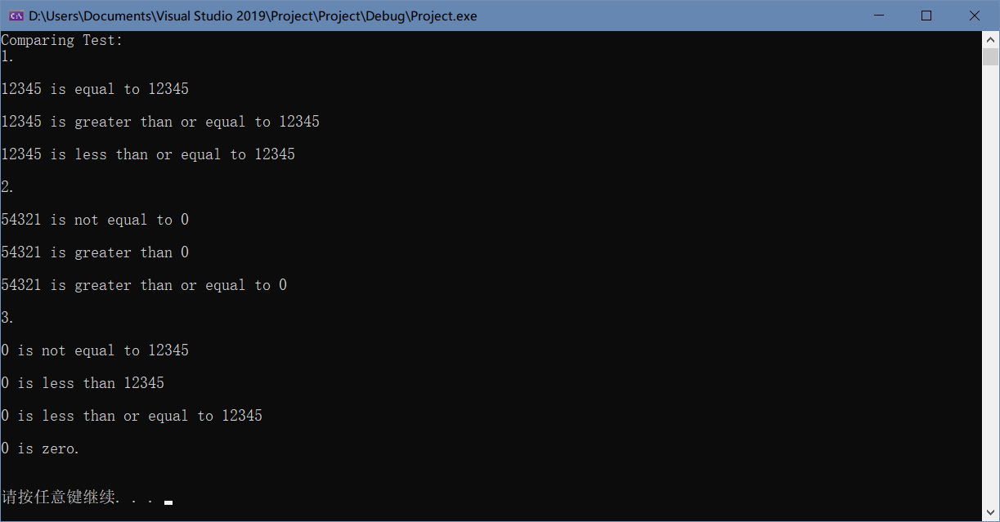 D:\Users\Documents\Visual Studio 2019\Project\Project\Debug\Project.exe
Comparing Test:
1.
12345 is equal to 12345
12345 is greater than or equal to 12345
12345 is less than or equal to 12345
2.
54321 is not equal to 0
54321 is greater than 0
54321 is greater than or equal to 0
3.
0 is not equal to 12345
0 is less than 12345
0 is less than or equal to 12345
0 is zero.
请按任意键继续. . .